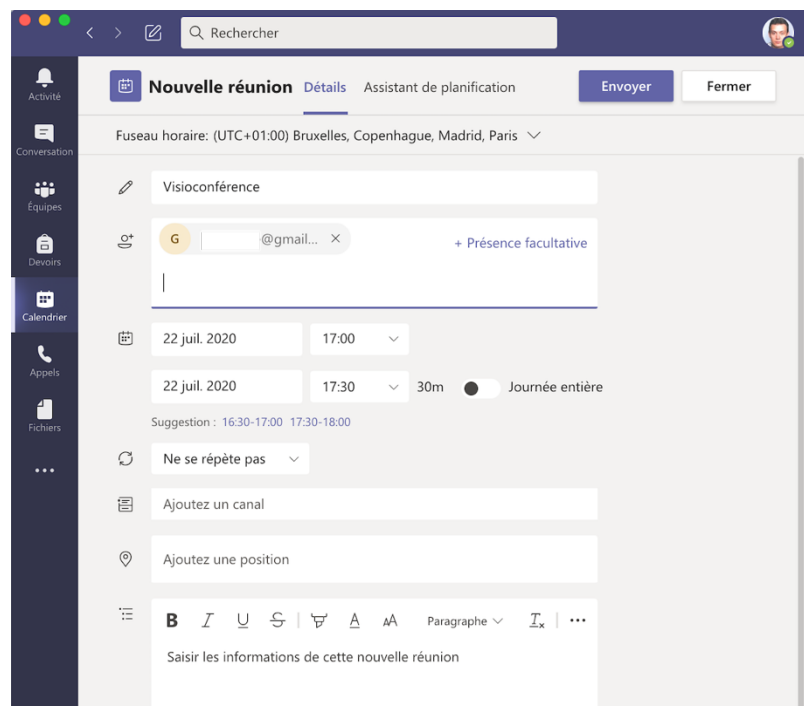 Rechercher
Activité
Conversation
Équipes
Devoirs
Calendrier
Appels
Fichiers
Nouvelle réunion Détails Assistant de planification Envoyer Fermer
Fuseau horaire: (UTC+01:00) Bruxelles, Copenhague, Madrid, Paris
Visioconférence
G @gmail... + Présence facultative
22 juil. 2020 17:00
22 juil. 2020 17:30 30m Journée entière
Suggestion : 16:30-17:00 17:30-18:00
Ne se répète pas
Ajoutez un canal
Ajoutez une position
B I U S A AA Paragraphe Tx
Saisir les informations de cette nouvelle réunion